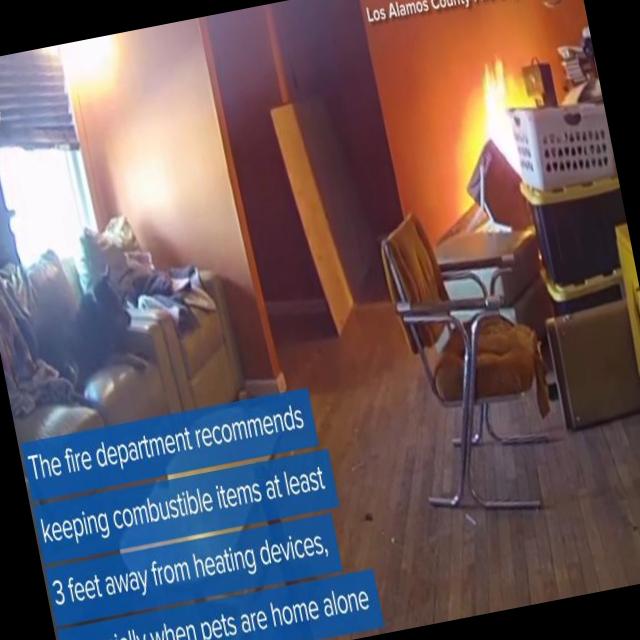 Los Alamos County
The fire department recommends
keeping combustible items at least
3 feet away from heating devices,
when pets are home alone